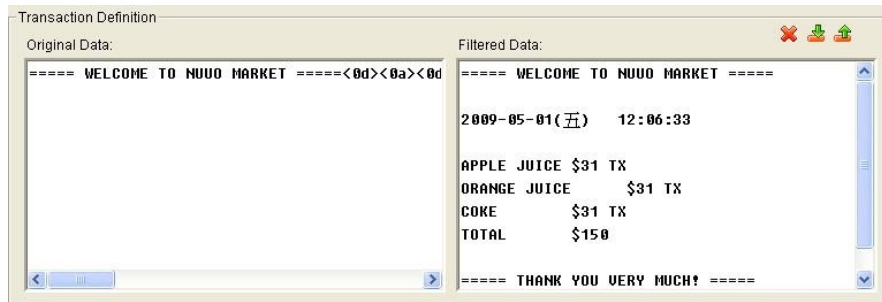 Transaction Definition
Original Data:
===== WELCOME TO NUUO MARKET =====<0d><0a><0d
Filtered Data:
===== WELCOME TO NUUO MARKET =====
2009-05-01(五) 12:06:33
APPLE JUICE $31 TX
ORANGE JUICE $31 TX
COKE $31 TX
TOTAL $150
===== THANK YOU VERY MUCH! =====